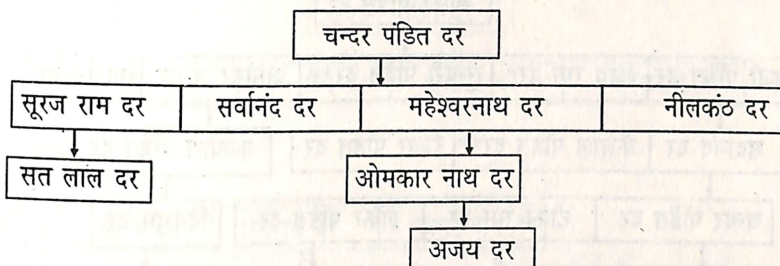 चन्दर पंडित दर
सूरज राम दर सर्वानंद दर महेश्वरनाथ दर नीलकंठ दर
सत लाल दर ओमकार नाथ दर
अजय दर